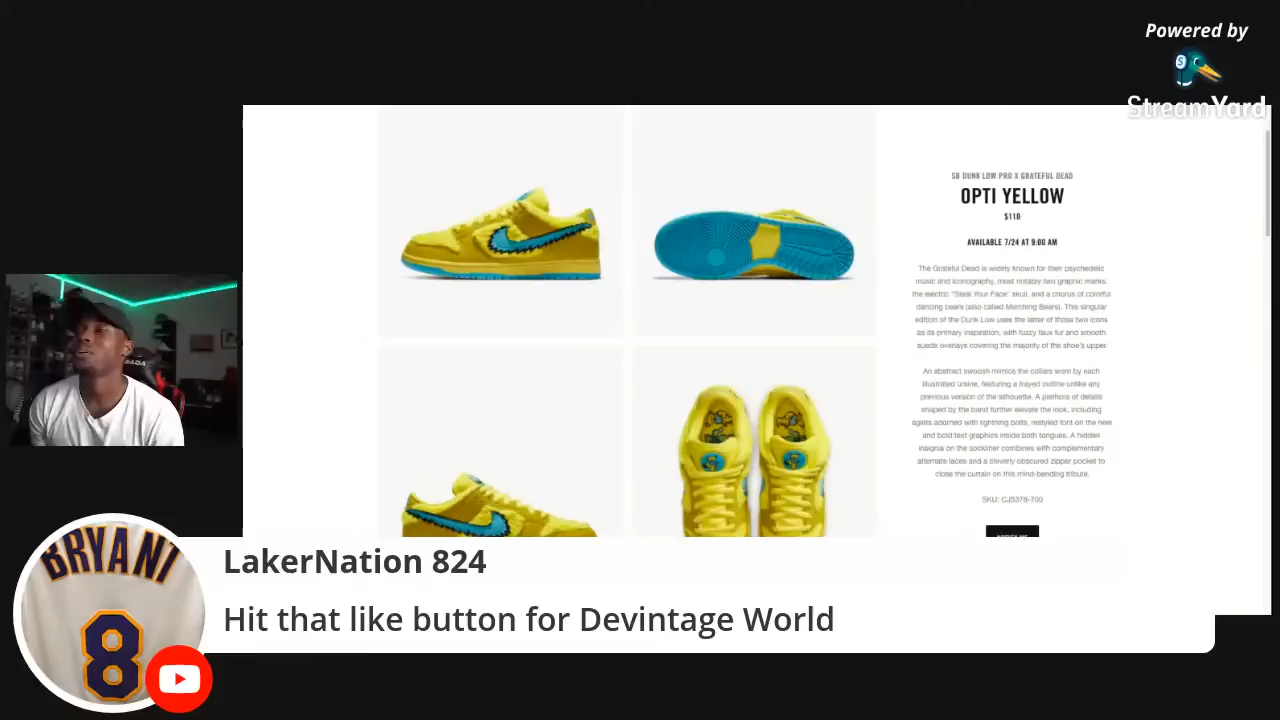 Powered by
StreamYard
SB DUNK LOW PRO X GRATEFUL DEAD
OPTI YELLOW
$110
AVAILABLE 7/24 AT 9:00 AM
The Grateful Dead is widely known for their psychedelic
music and iconography, most notably two graphic marks:
the electric "Steal Your Face" skull, and a chorus of colorful
dancing bears (also called Marching Bears). This singular
edition of the Dunk Low uses the latter of those two icons
as its primary inspiration, with fuzzy faux fur and smooth
suede overlays covering the majority of the shoe's upper.
An abstract swoosh mimics the collars worn by each
illustrated ursine, featuring a frayed outline unlike any
previous version of the silhouette. A plethora of details
shaped by the band further elevate the look, including
aglets adorned with lightning bolts, restyled font on the heel
and bold text graphics inside both tongues. A hidden
insignia on the sockliner combines with complementary
alternate laces and a cleverly obscured zipper pocket to
close the curtain on this mind-bending tribute.
SKU: CJ5378-700
NOTIFY ME
BRYANT
8
LakerNation 824
Hit that like button for Devintage World